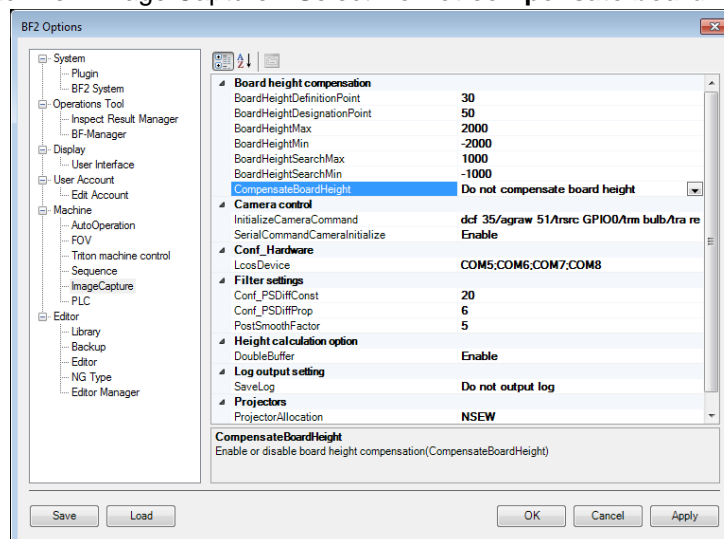 Image Capture
BF2 Options
System
Plugin
BF2 System
Operations Tool
Inspect Result Manager
BF-Manager
Display
User Interface
User Account
Edit Account
Machine
AutoOperation
FOV
Triton machine control
Sequence
ImageCapture
PLC
Editor
Library
Backup
Editor
NG Type
Editor Manager
Board height compensation
BoardHeightDefinitionPoint 30
BoardHeightDesignationPoint 50
BoardHeightMax 2000
BoardHeightMin -2000
BoardHeightSearchMax 1000
BoardHeightSearchMin -1000
CompensateBoardHeight Do not compensate board height
Camera control
InitializeCameraCommand dcf 35/agraw 51/trsrc GPIO0/trm bulb/tra re
SerialCommandCameraInitialize Enable
Conf_Hardware
LcosDevice COM5;COM6;COM7;COM8
Filter settings
Conf_PSDiffConst 20
Conf_PSDiffProp 6
PostSmoothFactor 5
Height calculation option
DoubleBuffer Enable
Log output setting
SaveLog Do not output log
Projectors
ProjectorAllocation NSEW
CompensateBoardHeight
Enable or disable board height compensation(CompensateBoardHeight)
Save Load OK Cancel Apply